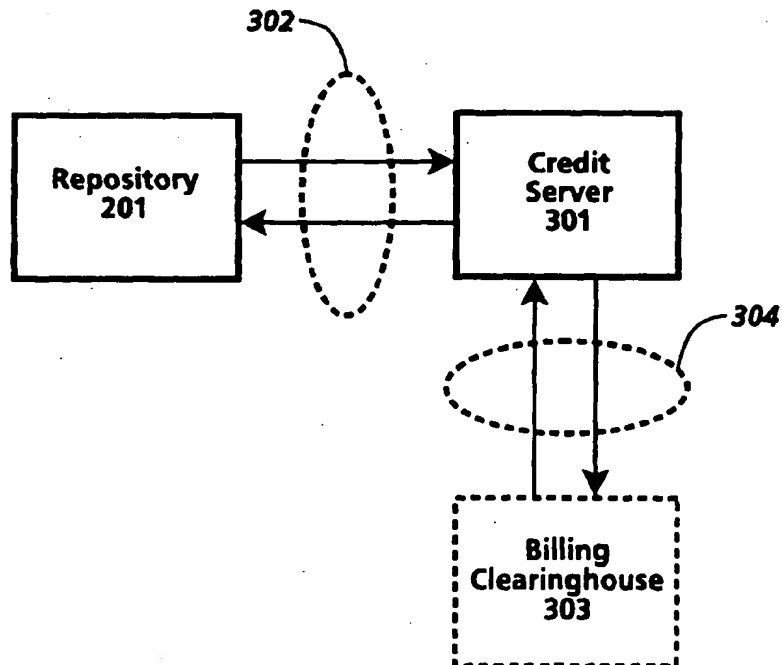 302
Repository
201
Credit
Server
301
304
Billing
Clearinghouse
303